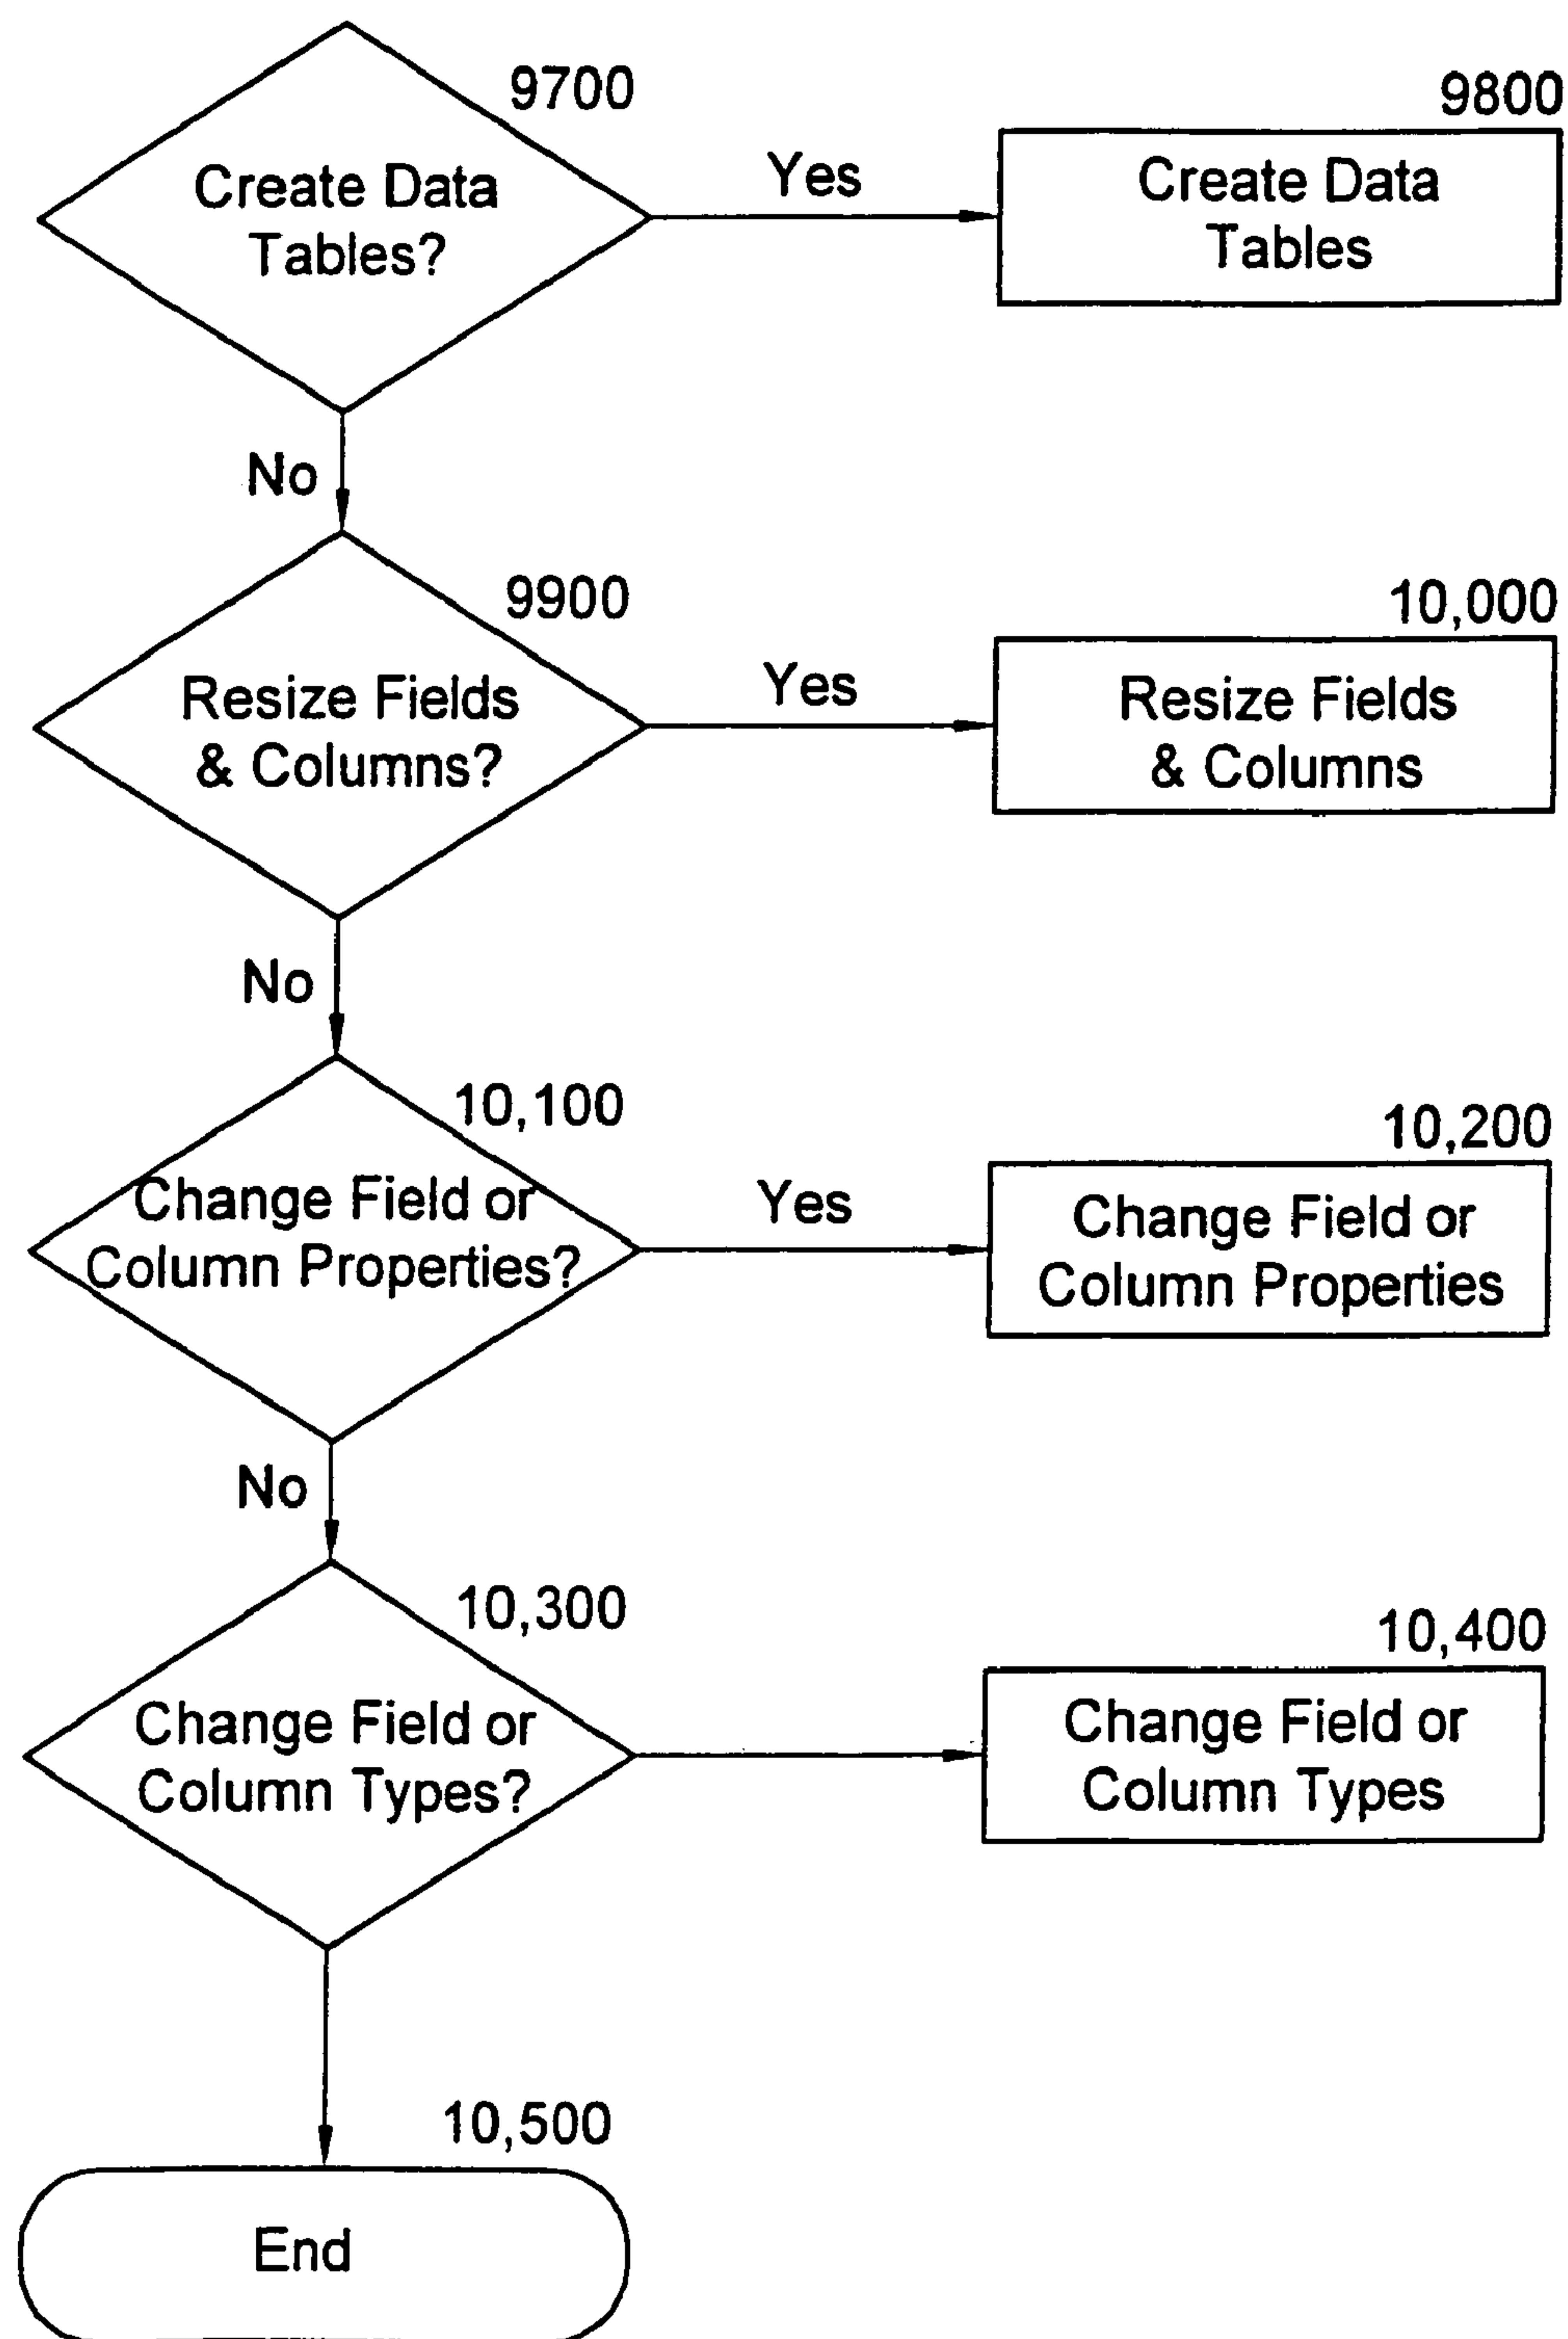 9700
Create Data
Tables?
Yes
9800
Create Data
Tables
No
9900
Resize Fields
& Columns?
Yes
10,000
Resize Fields
& Columns
No
10,100
Change Field or
Column Properties?
Yes
10,200
Change Field or
Column Properties
No
10,300
Change Field or
Column Types?
10,400
Change Field or
Column Types
10,500
End